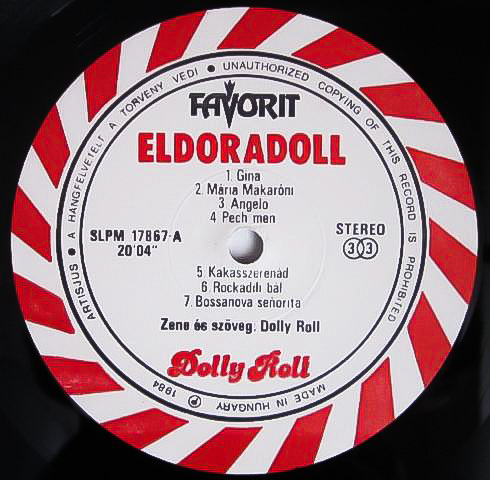 ARTISJUS ● A HANGFELVÉTELT A TÖRVÉNY VÉDI ● UNAUTHORIZED COPYING OF THIS RECORD IS PROHIBITED
FAVORIT
ELDORADOLL
1. Gina
2. Mária Makaróni
3. Angelo
4. Pech men
SLPM 17867-A
20'04"
STEREO
33
5. Kakasszerenád
6. Rockadili bál
7. Bossanova señorita
Zene és szöveg: Dolly Roll
Dolly Roll
MADE IN HUNGARY Ⓟ 1984